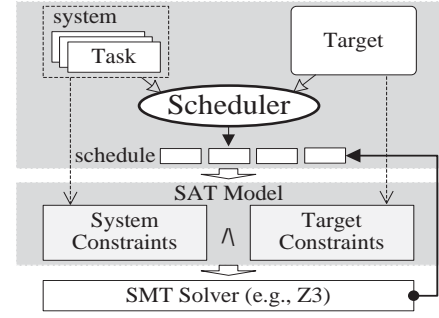 system
Task
Target
Scheduler
schedule
SAT Model
System
Constraints
/\
Target
Constraints
SMT Solver (e.g., Z3)